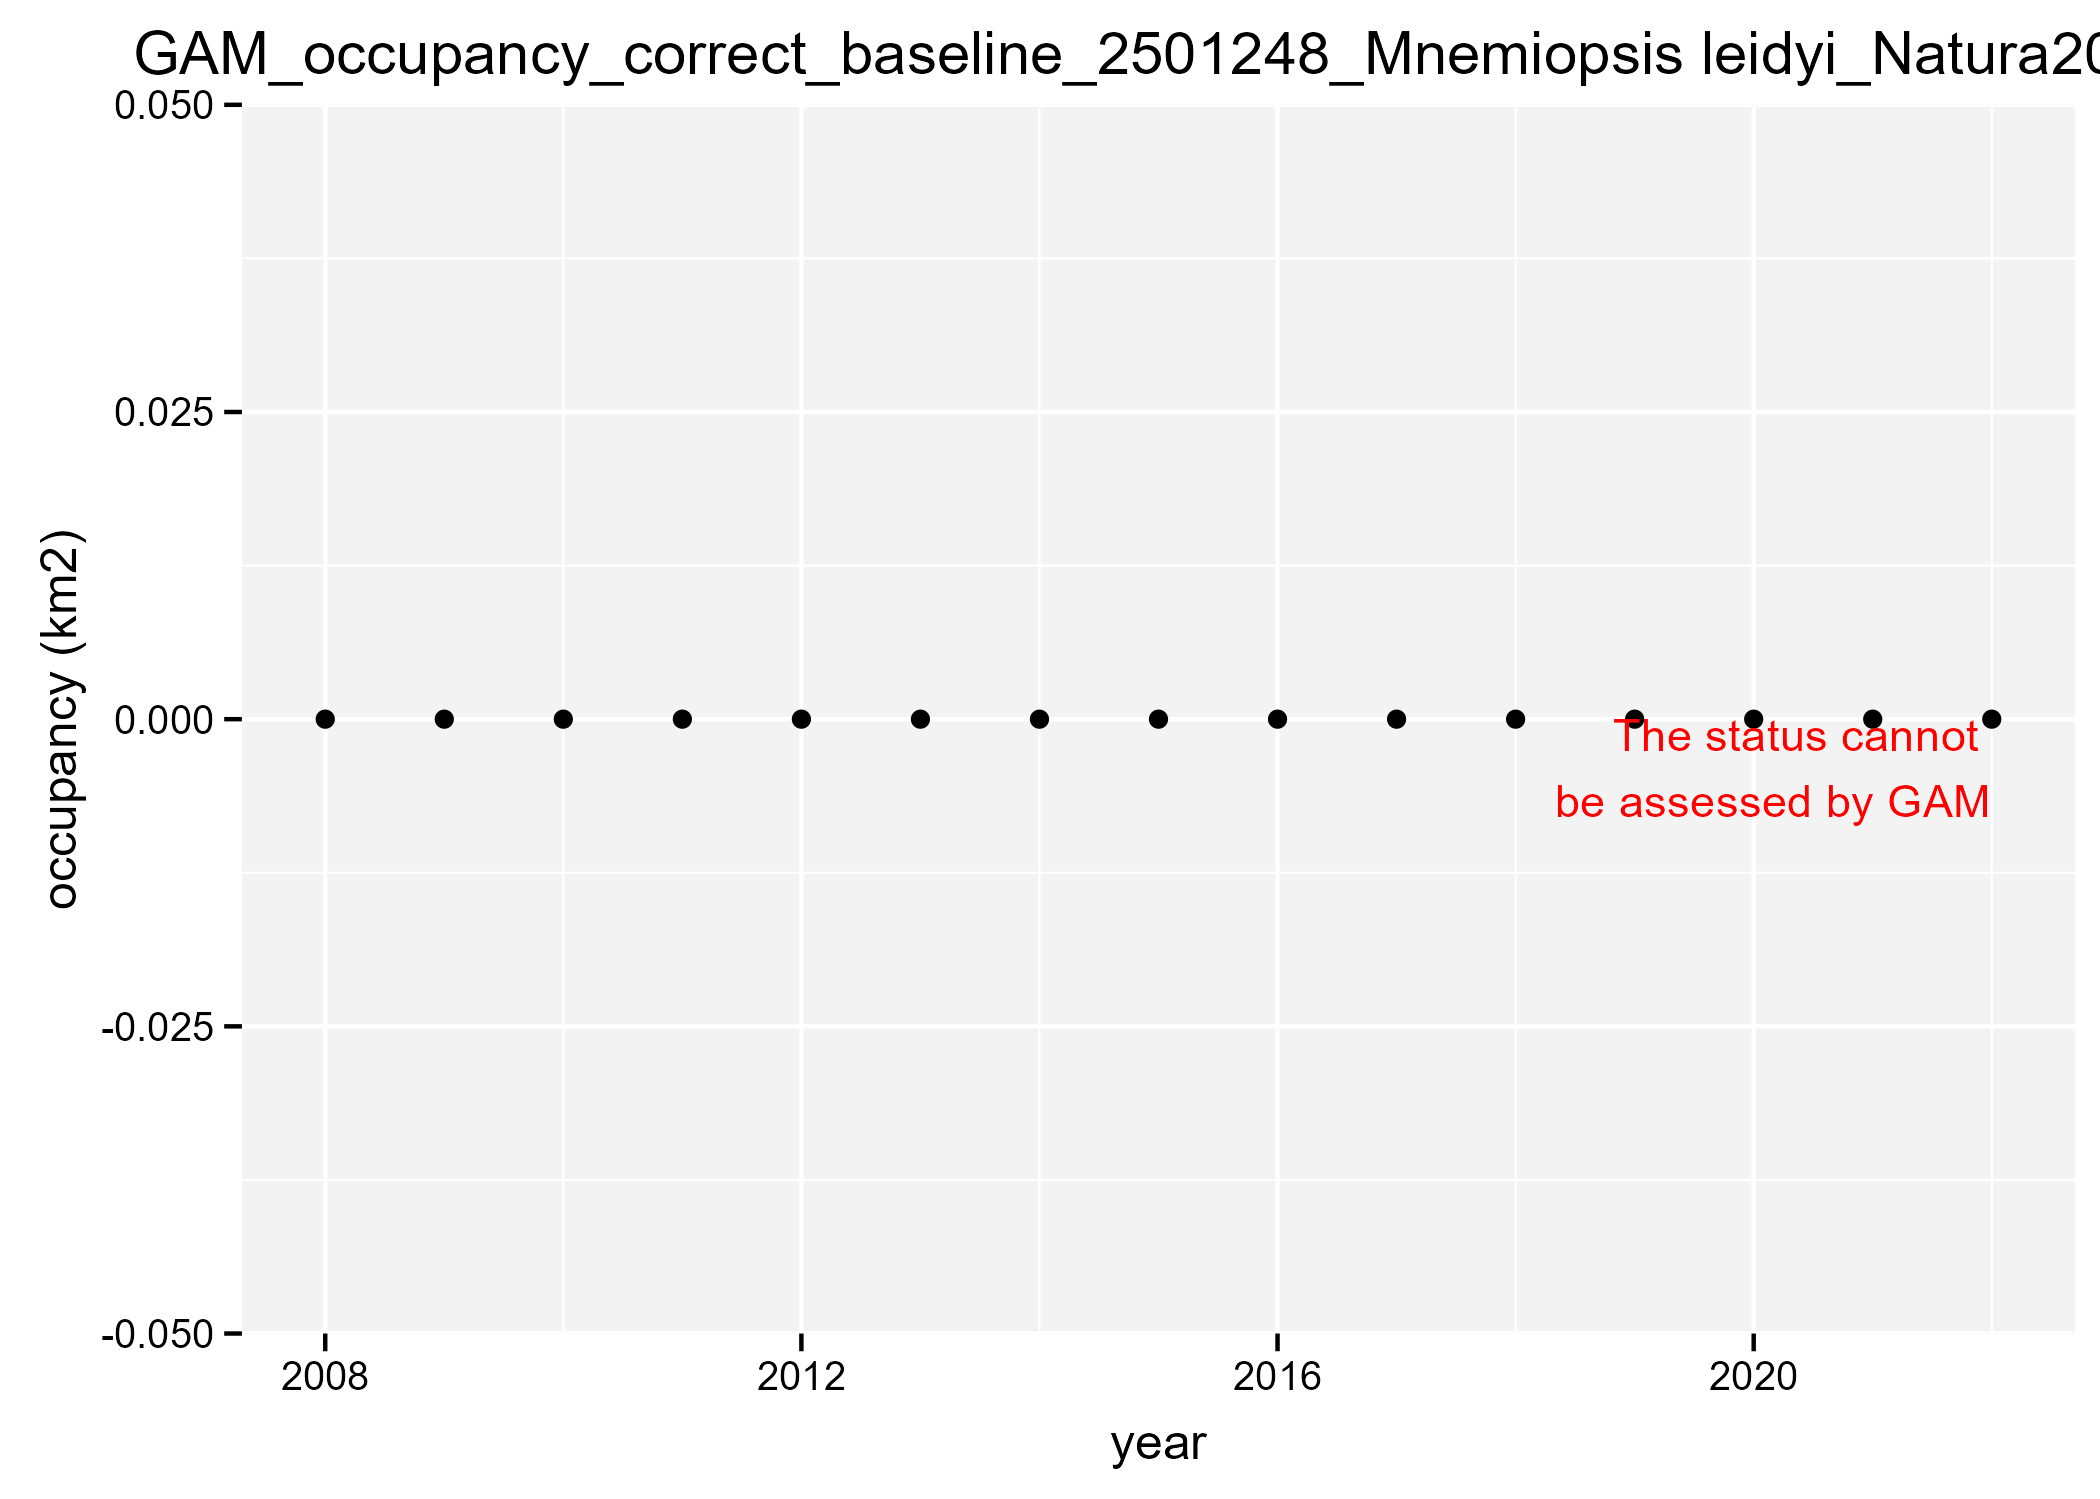 GAM_occupancy_correct_baseline_2501248_Mnemiopsis leidyi_Natura20
0.050
0.025
0.000
-0.025
-0.050
occupancy (km2)
The status cannot
be assessed by GAM
2008
2012
2016
2020
year